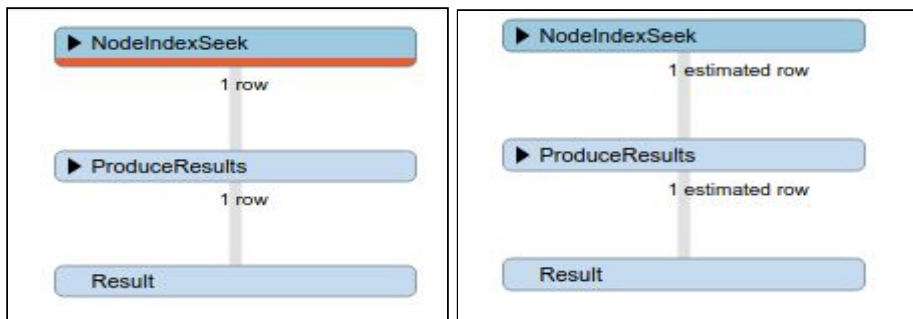 NodeIndexSeek
1 row
ProduceResults
1 row
Result
NodeIndexSeek
1 estimated row
ProduceResults
1 estimated row
Result